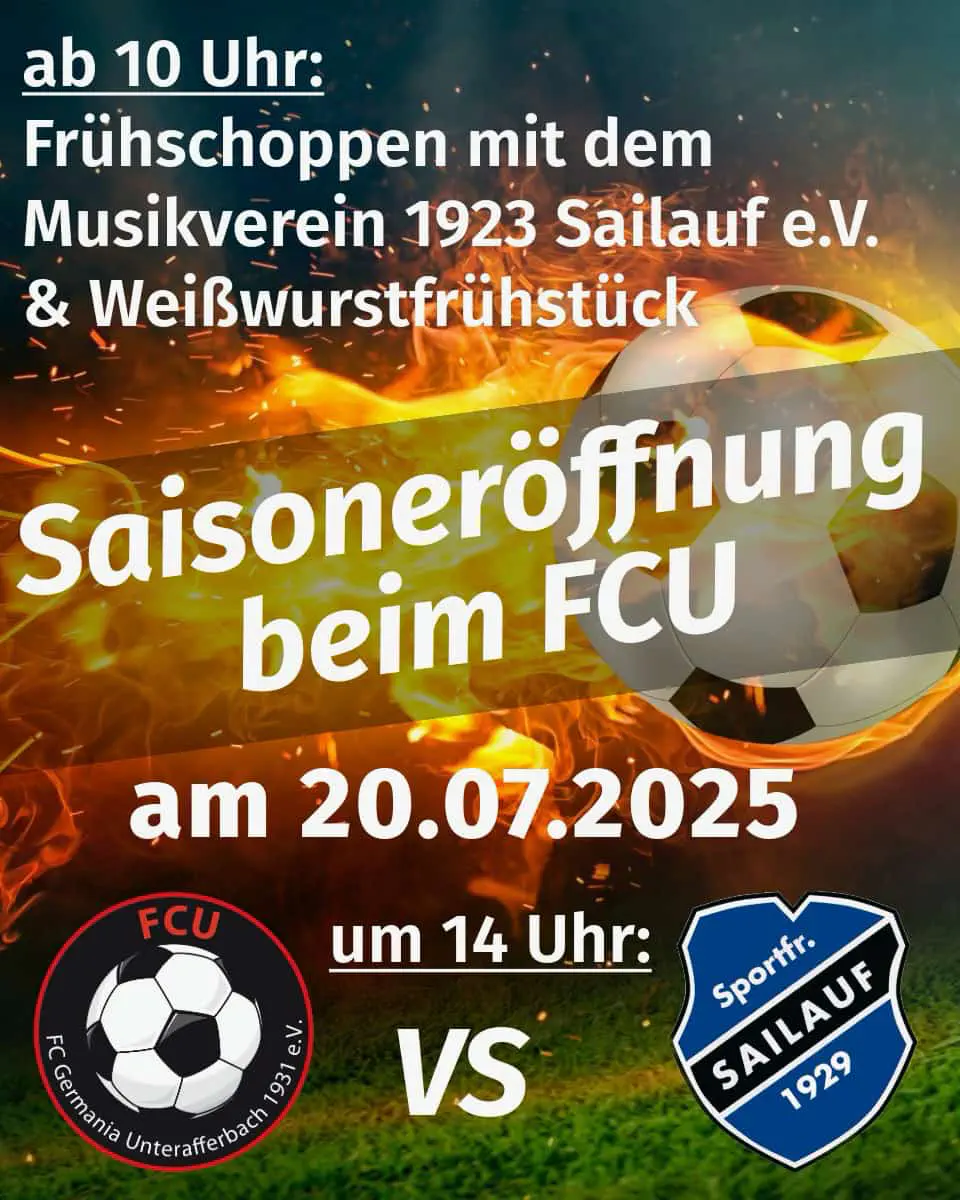 ab 10 Uhr:
Frühschoppen mit dem
Musikverein 1923 Sailauf e.V.
& Weißwurstfrühstück
Saisoneröffnung
beim FCU
am 20.07.2025
um 14 Uhr:
FCU
FC Germania Unterafferbach 1931 e.V.
VS
Sportfr.
SAILAUF
1929